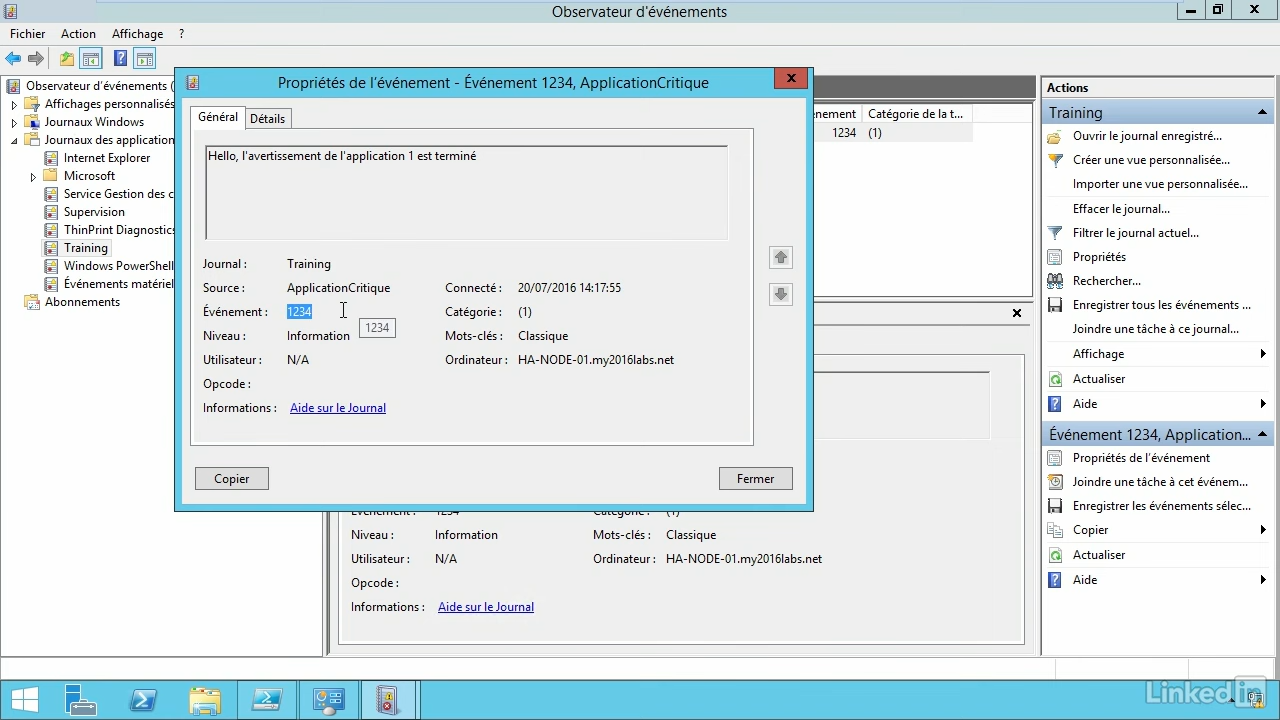 Observateur d'événements
Fichier Action Affichage ?
Observateur d'événements (
Affichages personnalisés
Journaux Windows
Journaux des application
Internet Explorer
Microsoft
Service Gestion des c
Supervision
ThinPrint Diagnostics
Training
Windows PowerShell
Événements matériel
Abonnements
Propriétés de l'événement - Événement 1234, ApplicationCritique
Général Détails
Hello, l'avertissement de l'application 1 est terminé
Journal : Training
Source : ApplicationCritique Connecté : 20/07/2016 14:17:55
Événement : 1234 Catégorie : (1)
1234
Niveau : Information Mots-clés : Classique
Utilisateur : N/A Ordinateur : HA-NODE-01.my2016labs.net
Opcode :
Informations : Aide sur le Journal
Copier Fermer
nement Catégorie de la t...
1234 (1)
Événement : 1234 Catégorie : (1)
Niveau : Information Mots-clés : Classique
Utilisateur : N/A Ordinateur : HA-NODE-01.my2016labs.net
Opcode :
Informations : Aide sur le Journal
Actions
Training
Ouvrir le journal enregistré...
Créer une vue personnalisée...
Importer une vue personnalisée...
Effacer le journal...
Filtrer le journal actuel...
Propriétés
Rechercher...
Enregistrer tous les événements ...
Joindre une tâche à ce journal...
Affichage
Actualiser
Aide
Événement 1234, Application...
Propriétés de l'événement
Joindre une tâche à cet événem...
Enregistrer les événements sélec...
Copier
Actualiser
Aide
Linked in